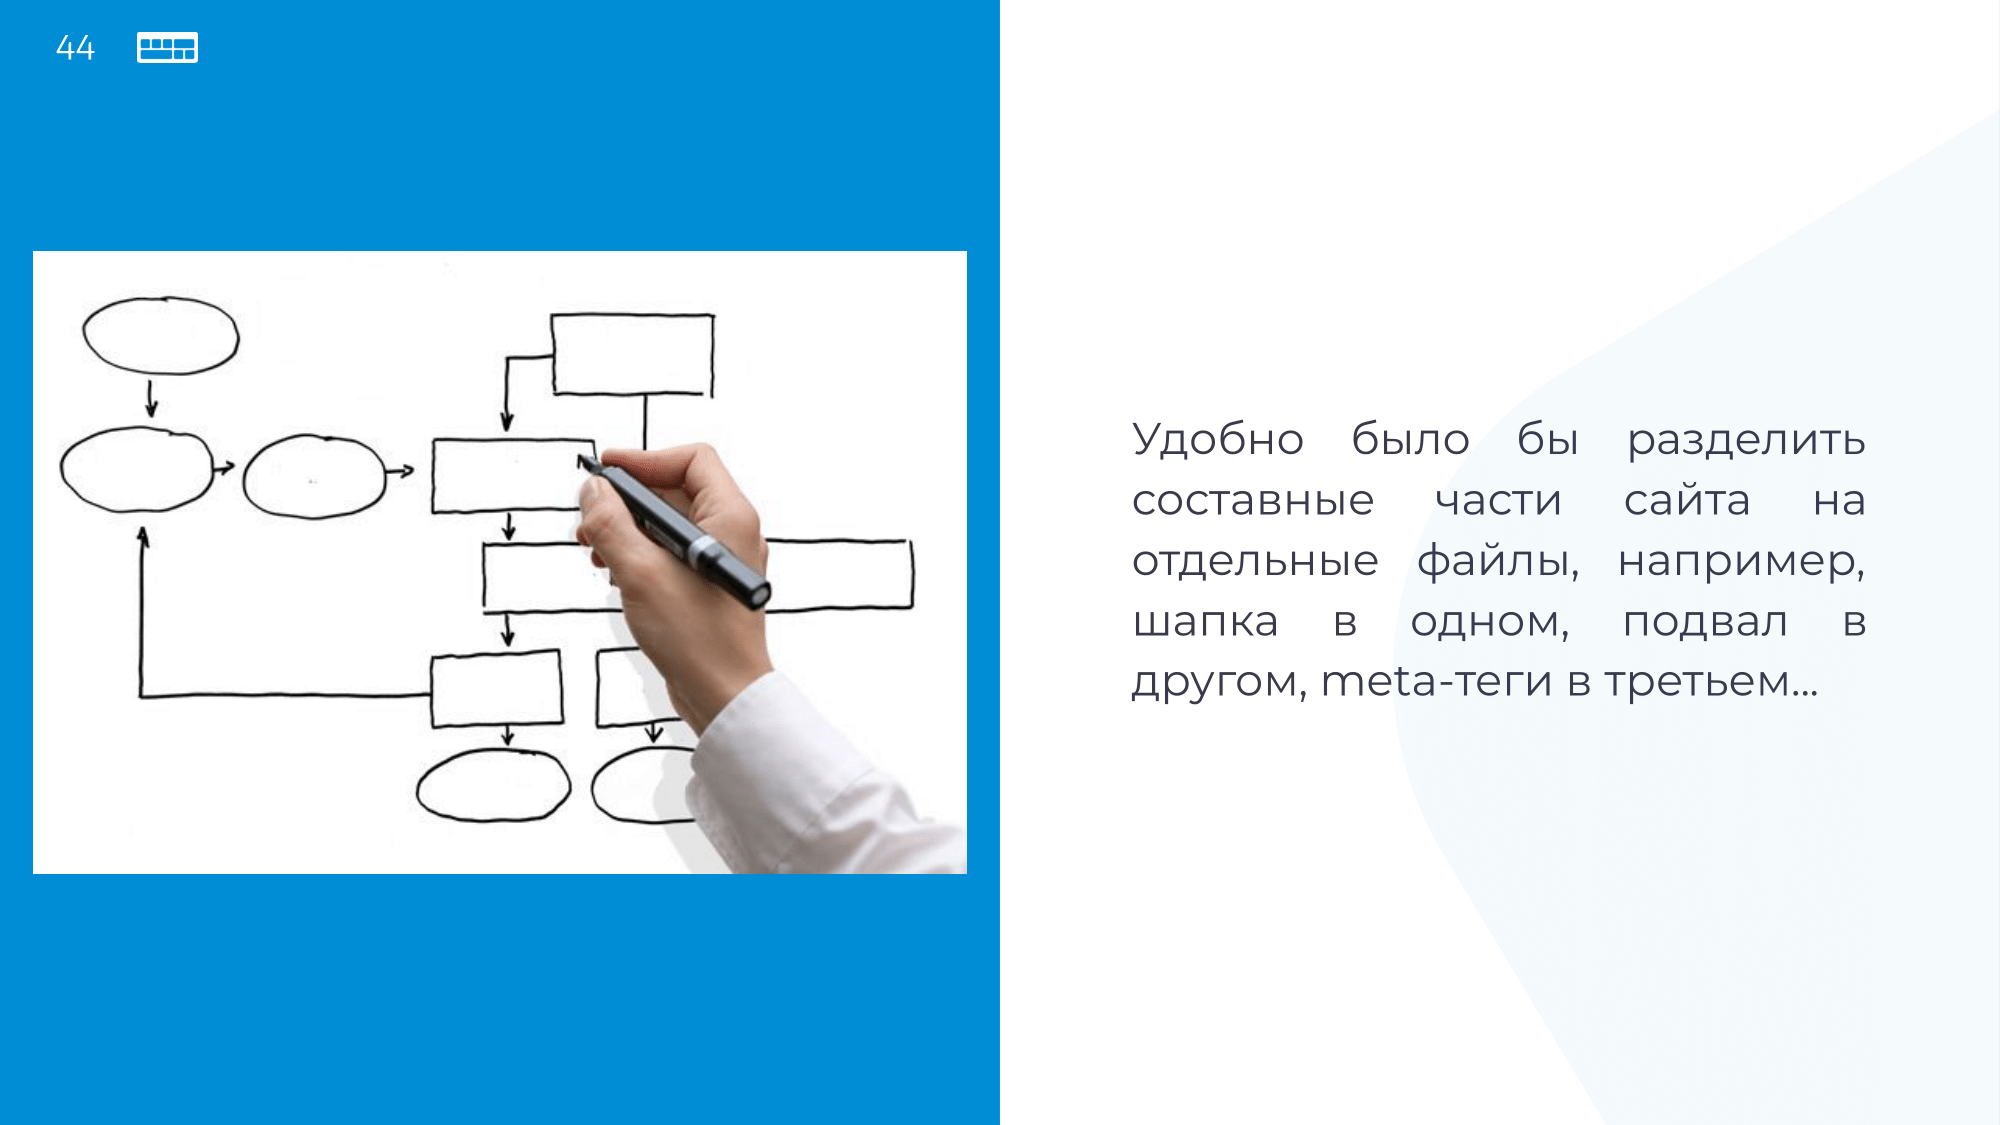 44
Удобно было бы разделить
составные части сайта на
отдельные файлы, например,
шапка в одном, подвал в
другом, meta-теги в третьем...